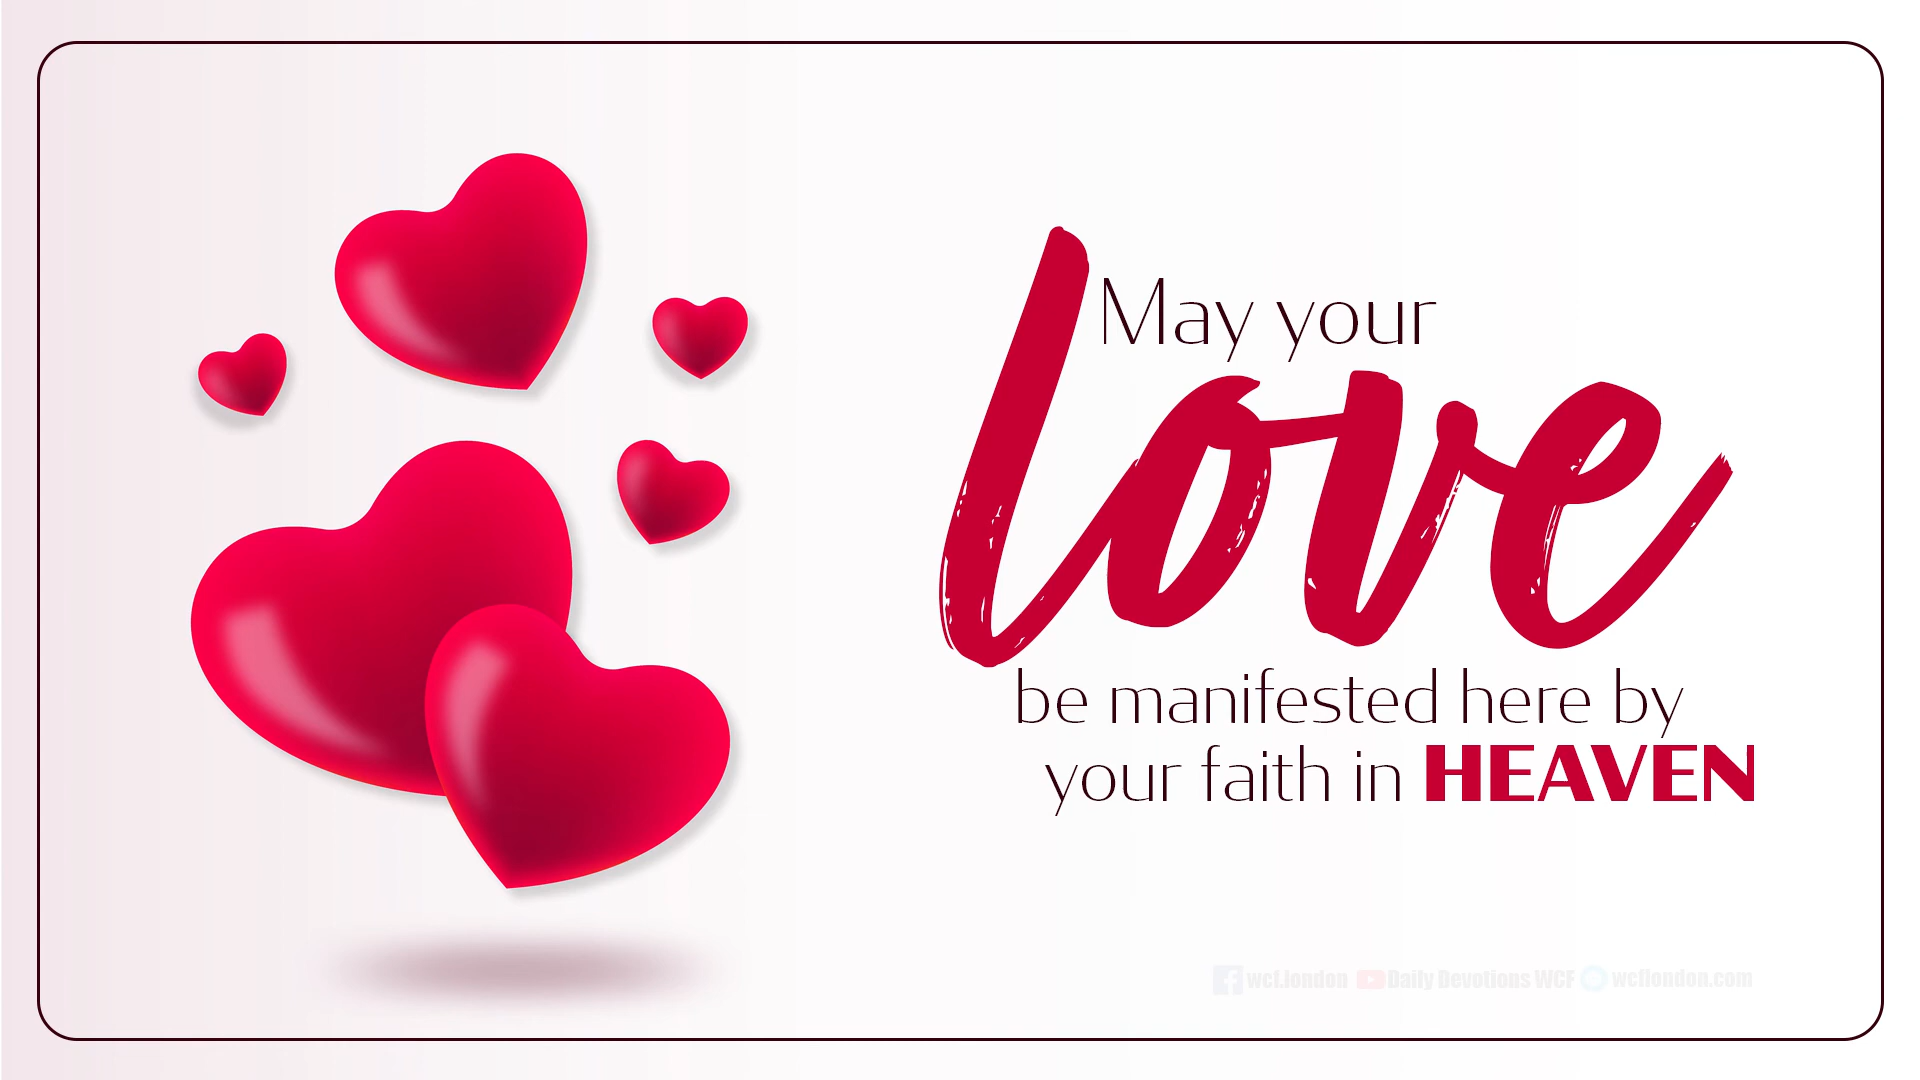 May your
love
be manifested here by
your faith in HEAVEN
wcf.london Daily Devotions WCF wcflondon.com